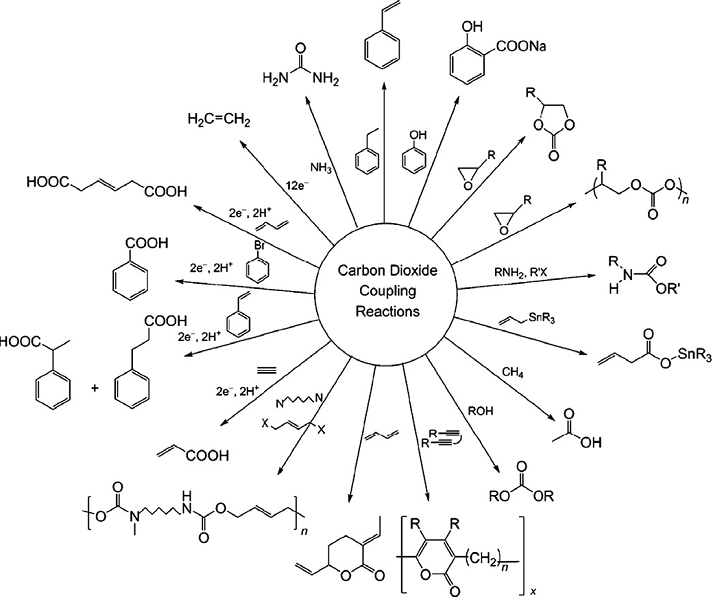 OH
COONa
O
H2N NH2
R
O O
O
H2C=CH2
NH3
OH
R
O
12e⁻
R
O O
O n
HOOC COOH
2e⁻, 2H⁺
R
O
COOH
Br
2e⁻, 2H⁺
Carbon Dioxide
Coupling
Reactions
RNH2, R'X
R O
N
H OR'
HOOC
COOH
2e⁻, 2H⁺
SnR3
O
O SnR3
+
2e⁻, 2H⁺
CH4
O
OH
COOH
N N
X
X
R
R
ROH
O
RO OR
O
O N
H
N O
O n
O O
R R
O
O
(CH2)n
x